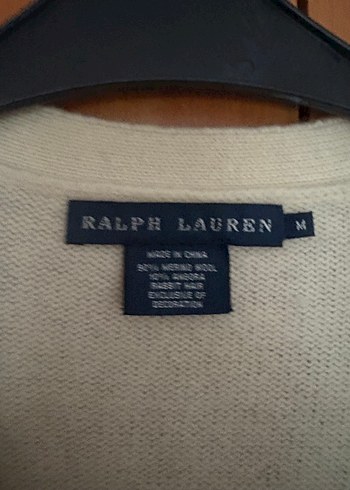 RALPH LAUREN M
MADE IN CHINA
90% MERINO WOOL
10% ANGORA
RABBIT HAIR
EXCLUSIVE OF
DECORATION